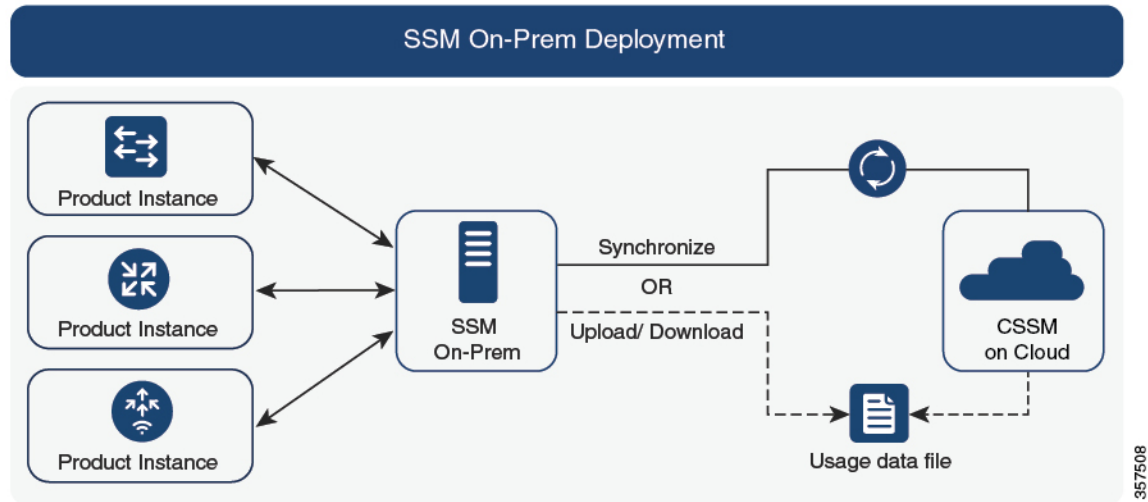 SSM On-Prem Deployment
Product Instance
Product Instance
Product Instance
SSM
On-Prem
Synchronize
OR
Upload/ Download
CSSM
on Cloud
Usage data file
357508